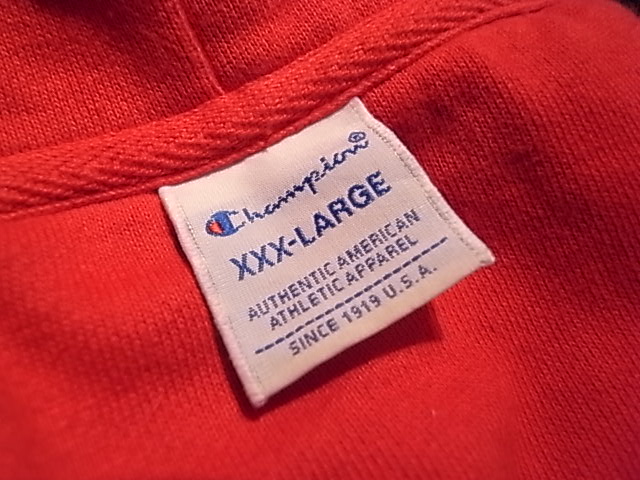 Champion®
XXX-LARGE
AUTHENTIC AMERICAN
ATHLETIC APPAREL
SINCE 1919 U.S.A.